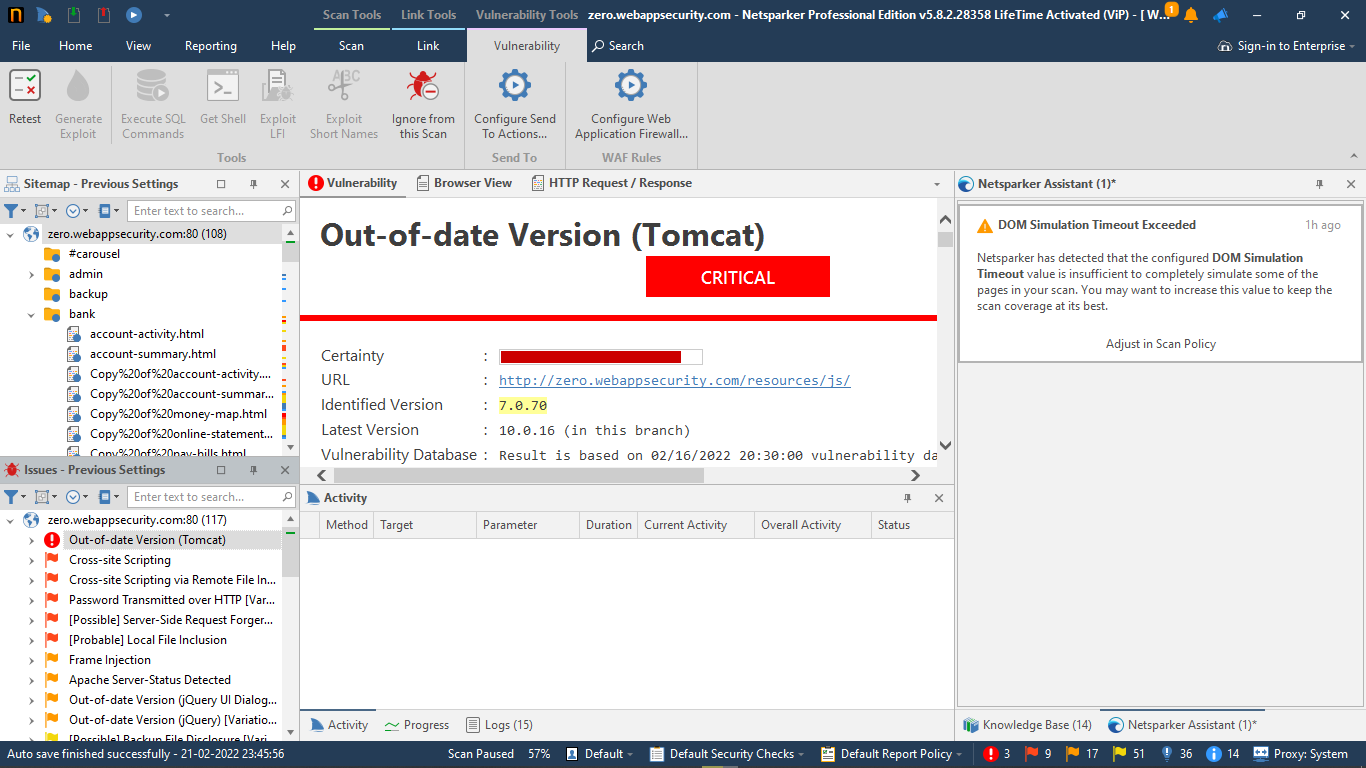 Scan Tools
Link Tools
Vulnerability Tools
zero.webappsecurity.com - Netsparker Professional Edition v5.8.2.28358 LifeTime Activated (ViP) - [ W...
1
File
Home
View
Reporting
Help
Scan
Link
Vulnerability
Search
Sign-in to Enterprise
Retest
Generate
Exploit
Execute SQL
Commands
Get Shell
Exploit
LFI
ABC
Exploit
Short Names
Ignore from
this Scan
Configure Send
To Actions...
Configure Web
Application Firewall...
Tools
Send To
WAF Rules
Sitemap - Previous Settings
Enter text to search...
zero.webappsecurity.com:80 (108)
#carousel
admin
backup
bank
account-activity.html
account-summary.html
Copy%20of%20account-activity....
Copy%20of%20account-summar...
Copy%20of%20money-map.html
Copy%20of%20online-statement...
Copy%20of%20pay-bills.html
Issues - Previous Settings
Enter text to search...
zero.webappsecurity.com:80 (117)
Out-of-date Version (Tomcat)
Cross-site Scripting
Cross-site Scripting via Remote File In...
Password Transmitted over HTTP [Var...
[Possible] Server-Side Request Forger...
[Probable] Local File Inclusion
Frame Injection
Apache Server-Status Detected
Out-of-date Version (jQuery UI Dialog...
Out-of-date Version (jQuery) [Variatio...
[Possible] Backup File Disclosure [Vari...
Vulnerability
Browser View
HTTP Request / Response
Out-of-date Version (Tomcat)
CRITICAL
Certainty :
URL : http://zero.webappsecurity.com/resources/js/
Identified Version : 7.0.70
Latest Version : 10.0.16 (in this branch)
Vulnerability Database : Result is based on 02/16/2022 20:30:00 vulnerability da
Activity
Method
Target
Parameter
Duration
Current Activity
Overall Activity
Status
Activity
Progress
Logs (15)
Netsparker Assistant (1)*
DOM Simulation Timeout Exceeded
1h ago
Netsparker has detected that the configured DOM Simulation
Timeout value is insufficient to completely simulate some of the
pages in your scan. You may want to increase this value to keep the
scan coverage at its best.
Adjust in Scan Policy
Knowledge Base (14)
Netsparker Assistant (1)*
Auto save finished successfully - 21-02-2022 23:45:56
Scan Paused
57%
Default
Default Security Checks
Default Report Policy
3
9
17
51
36
14
Proxy: System